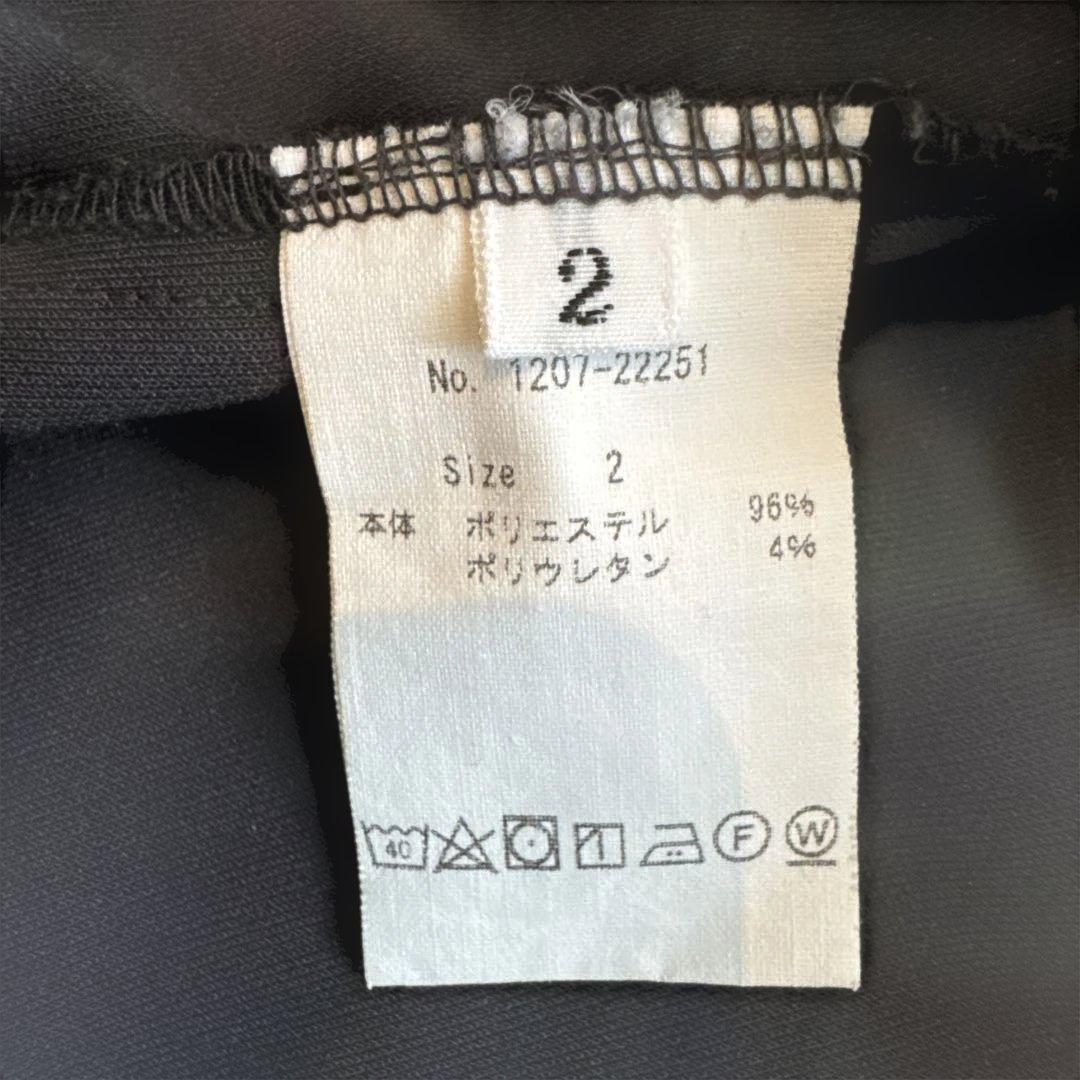 2
No. 1207-22251
Size 2
本体 ポリエステル 96%
ポリウレタン 4%
40 F W